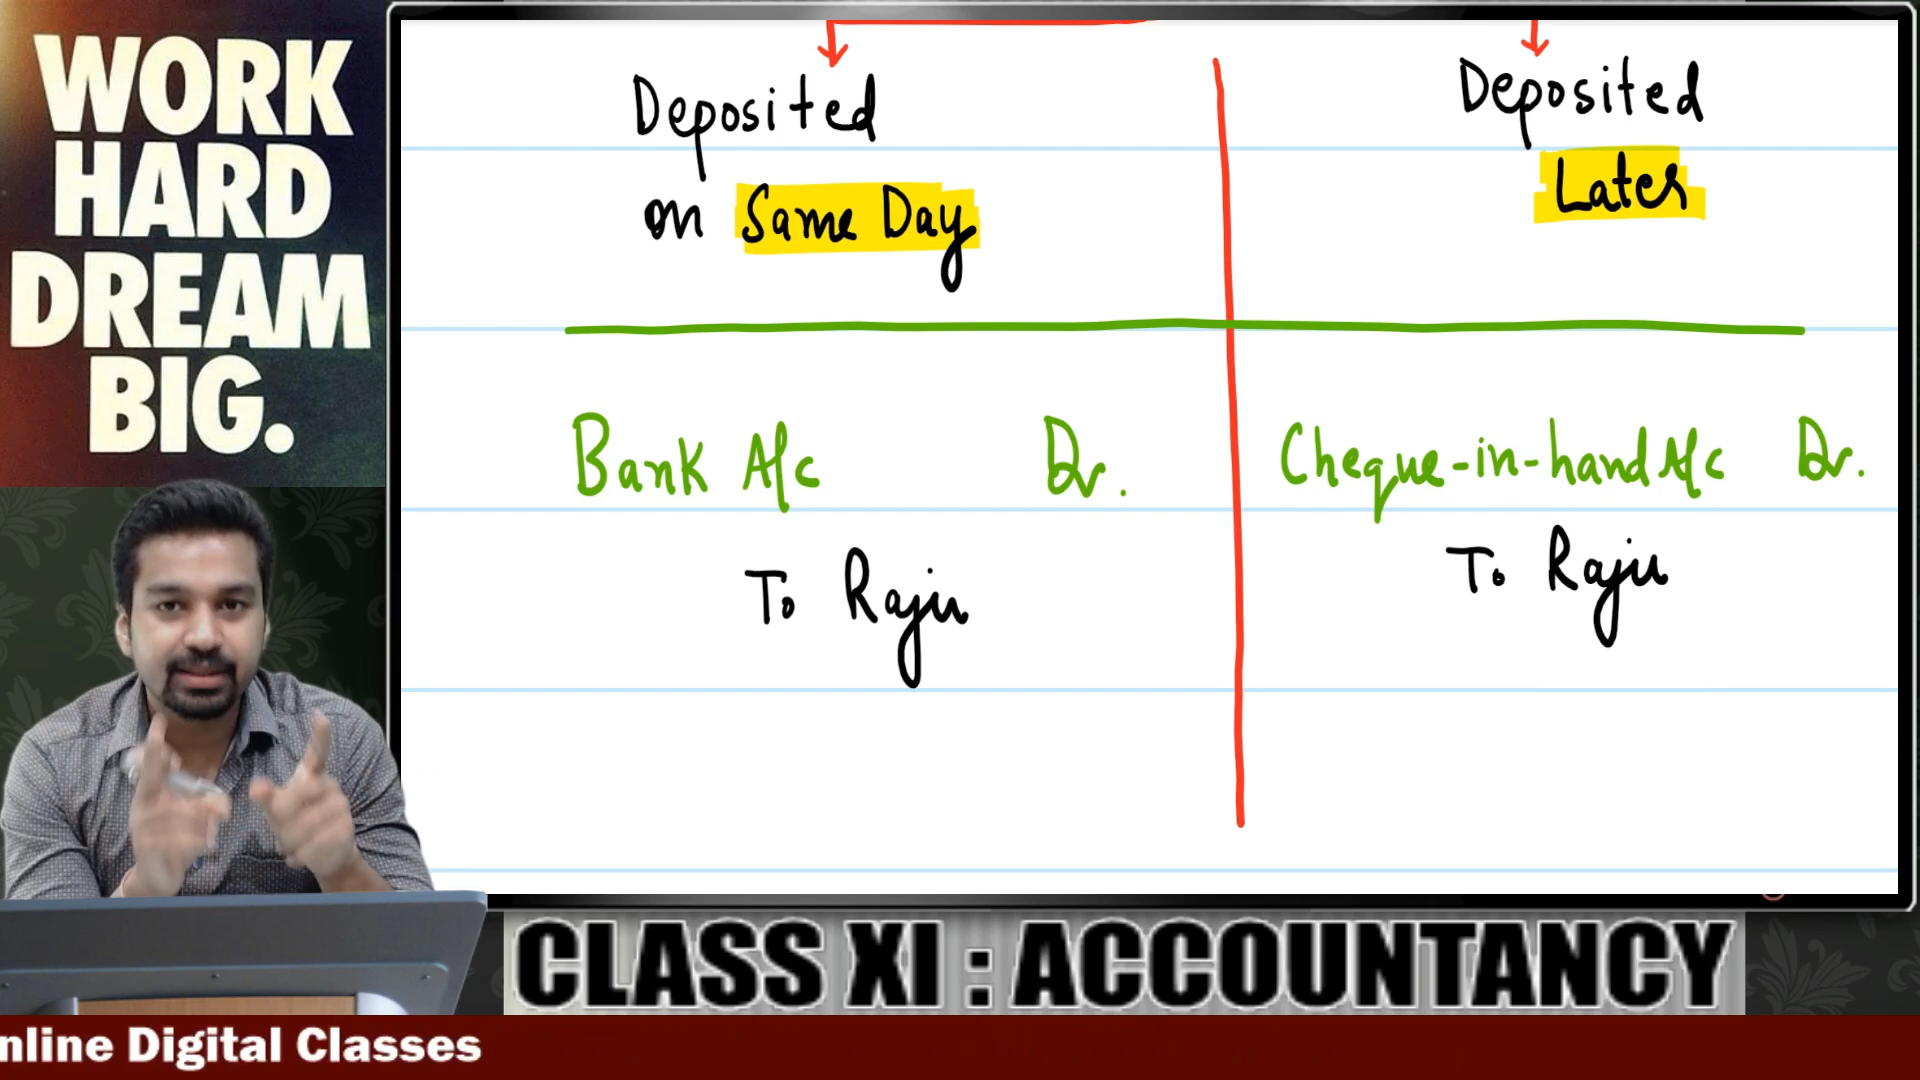 WORK
HARD
DREAM
BIG.
Deposited
on Same Day
Deposited
Later
Bank A/c Dr.
To Raju
Cheque-in-hand A/c Dr.
To Raju
CLASS XI : ACCOUNTANCY
nline Digital Classes